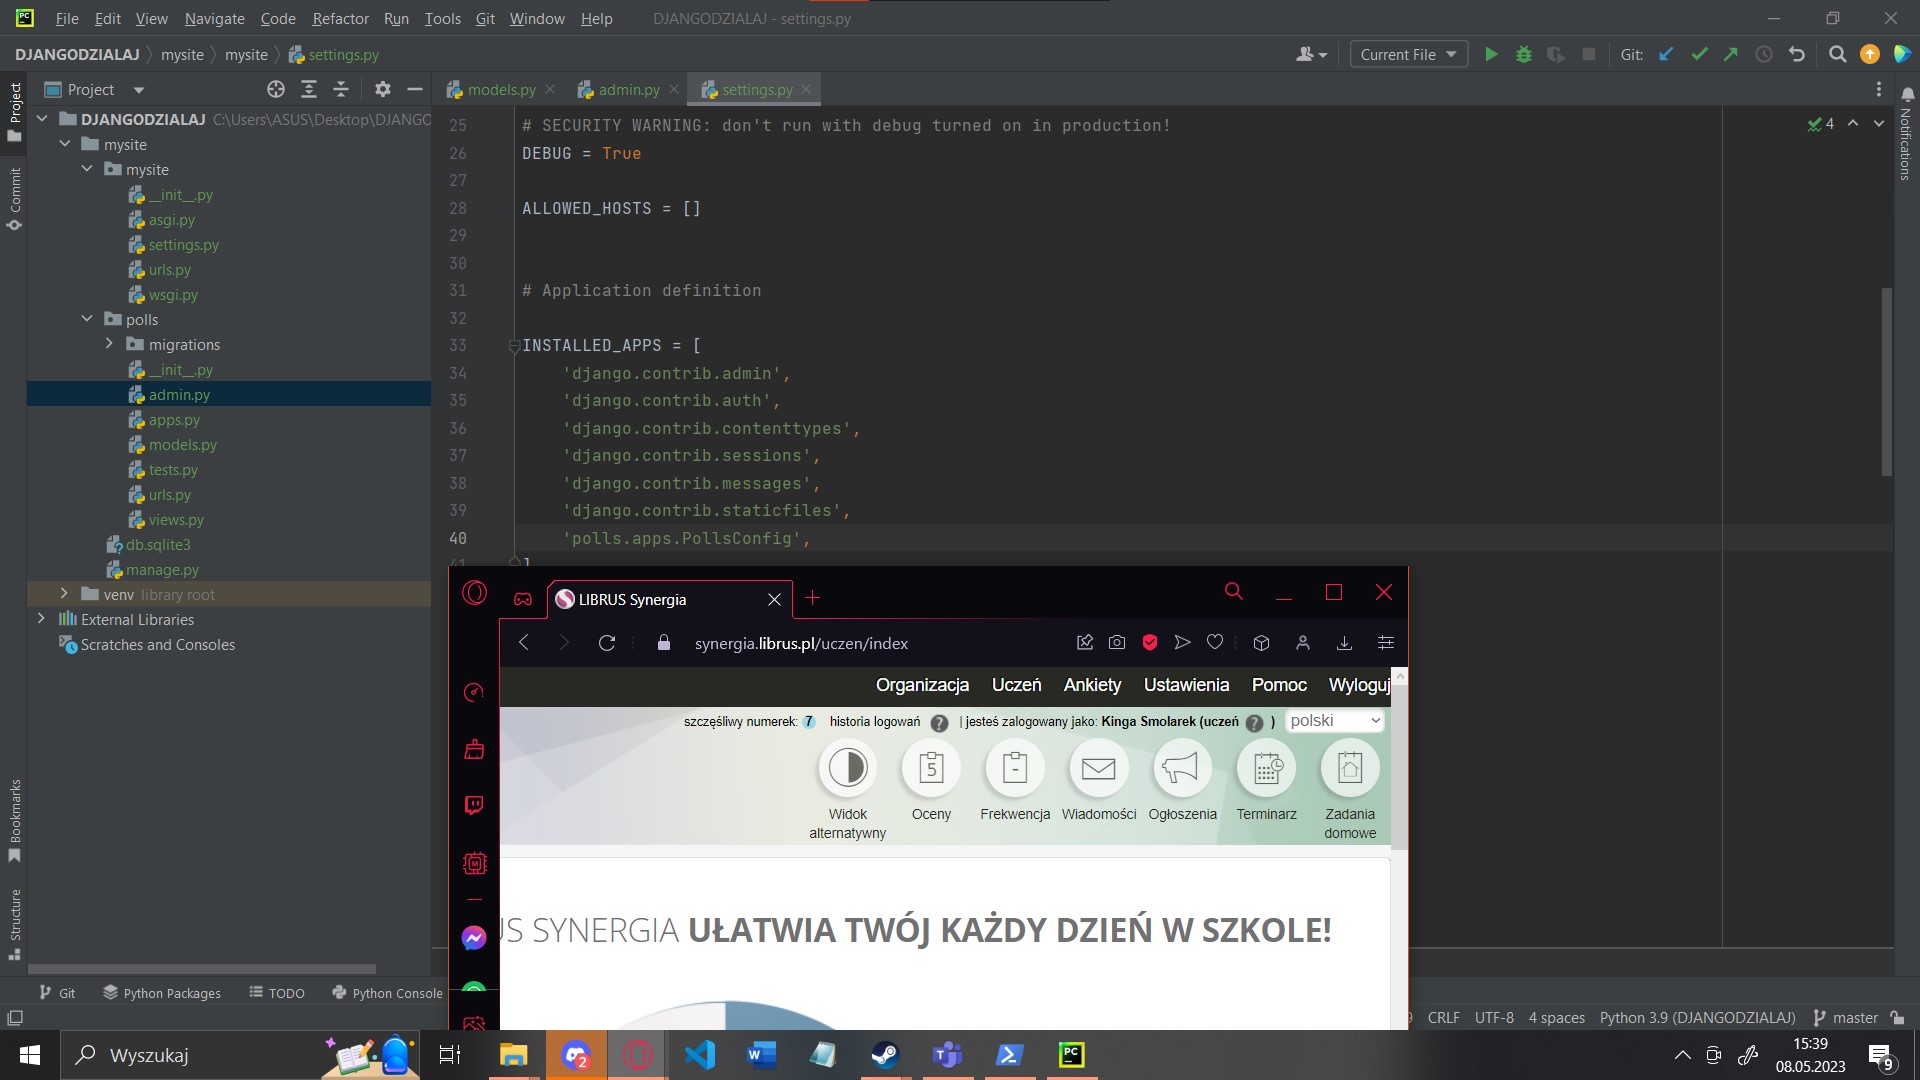 File Edit View Navigate Code Refactor Run Tools Git Window Help DJANGODZIALAJ - settings.py
DJANGODZIALAJ mysite mysite settings.py
Current File
Git:
Project
models.py
admin.py
settings.py
Project
Commit
Bookmarks
Structure
Notifications
DJANGODZIALAJ C:\Users\ASUS\Desktop\DJANGO
mysite
mysite
__init__.py
asgi.py
settings.py
urls.py
wsgi.py
polls
migrations
__init__.py
admin.py
apps.py
models.py
tests.py
urls.py
views.py
db.sqlite3
manage.py
venv library root
External Libraries
Scratches and Consoles
4
25 # SECURITY WARNING: don't run with debug turned on in production!
26 DEBUG = True
27
28 ALLOWED_HOSTS = []
29
30
31 # Application definition
32
33 INSTALLED_APPS = [
34 'django.contrib.admin',
35 'django.contrib.auth',
36 'django.contrib.contenttypes',
37 'django.contrib.sessions',
38 'django.contrib.messages',
39 'django.contrib.staticfiles',
40 'polls.apps.PollsConfig',
41 ]
LIBRUS Synergia
synergia.librus.pl/uczen/index
Organizacja Uczeń Ankiety Ustawienia Pomoc Wyloguj
szczęśliwy numerek: 7 historia logowań ? | jesteś zalogowany jako: Kinga Smolarek (uczeń ? ) polski
5
-
Widok alternatywny
Oceny
Frekwencja
Wiadomości
Ogłoszenia
Terminarz
Zadania domowe
US SYNERGIA UŁATWIA TWÓJ KAŻDY DZIEŃ W SZKOLE!
Git
Python Packages
TODO
Python Console
CRLF UTF-8 4 spaces Python 3.9 (DJANGODZIALAJ) master
Wyszukaj
2
15:39
08.05.2023
9